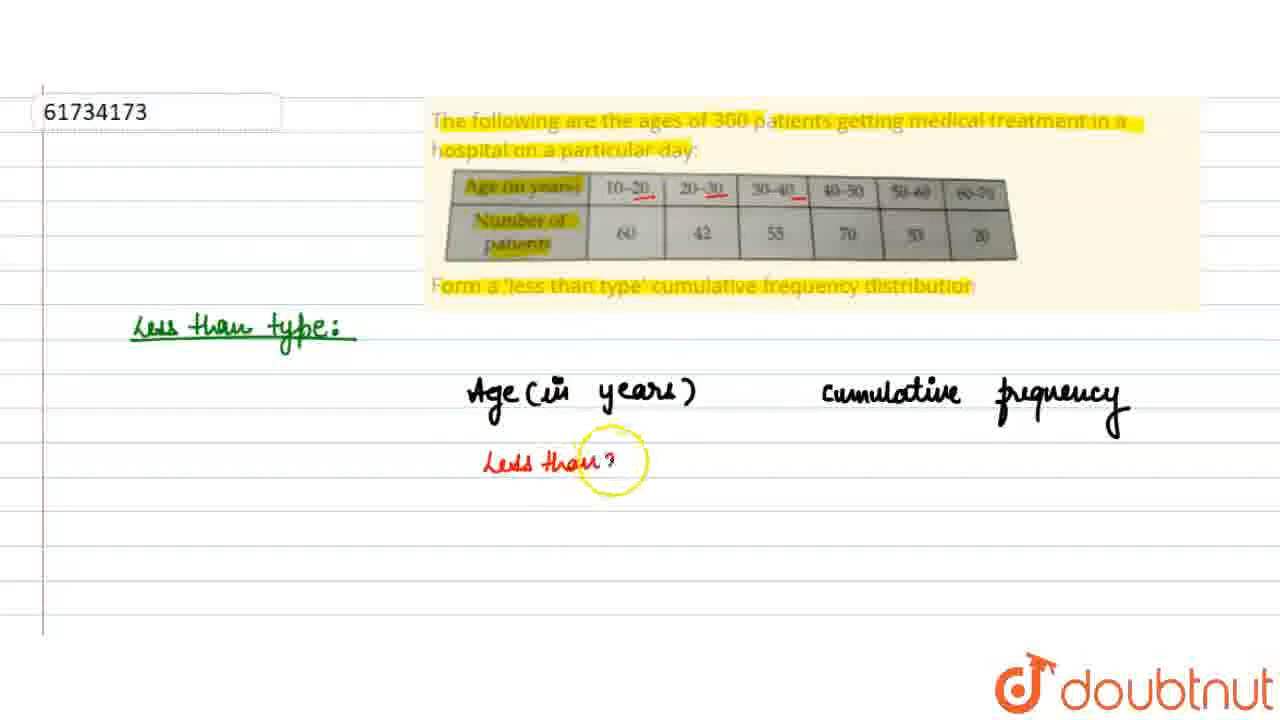 61734173
The following are the ages of 300 patients getting medical treatment in a
hospital on a particular day:
Age (in years) 10-20 20-30 30-40 40-50 50-60 60-70
Number of
patients 60 42 55 70 53 20
Form a 'less than type' cumulative frequency distribution
Less than type:
Age (in years) cumulative frequency
Less than
doubtnut